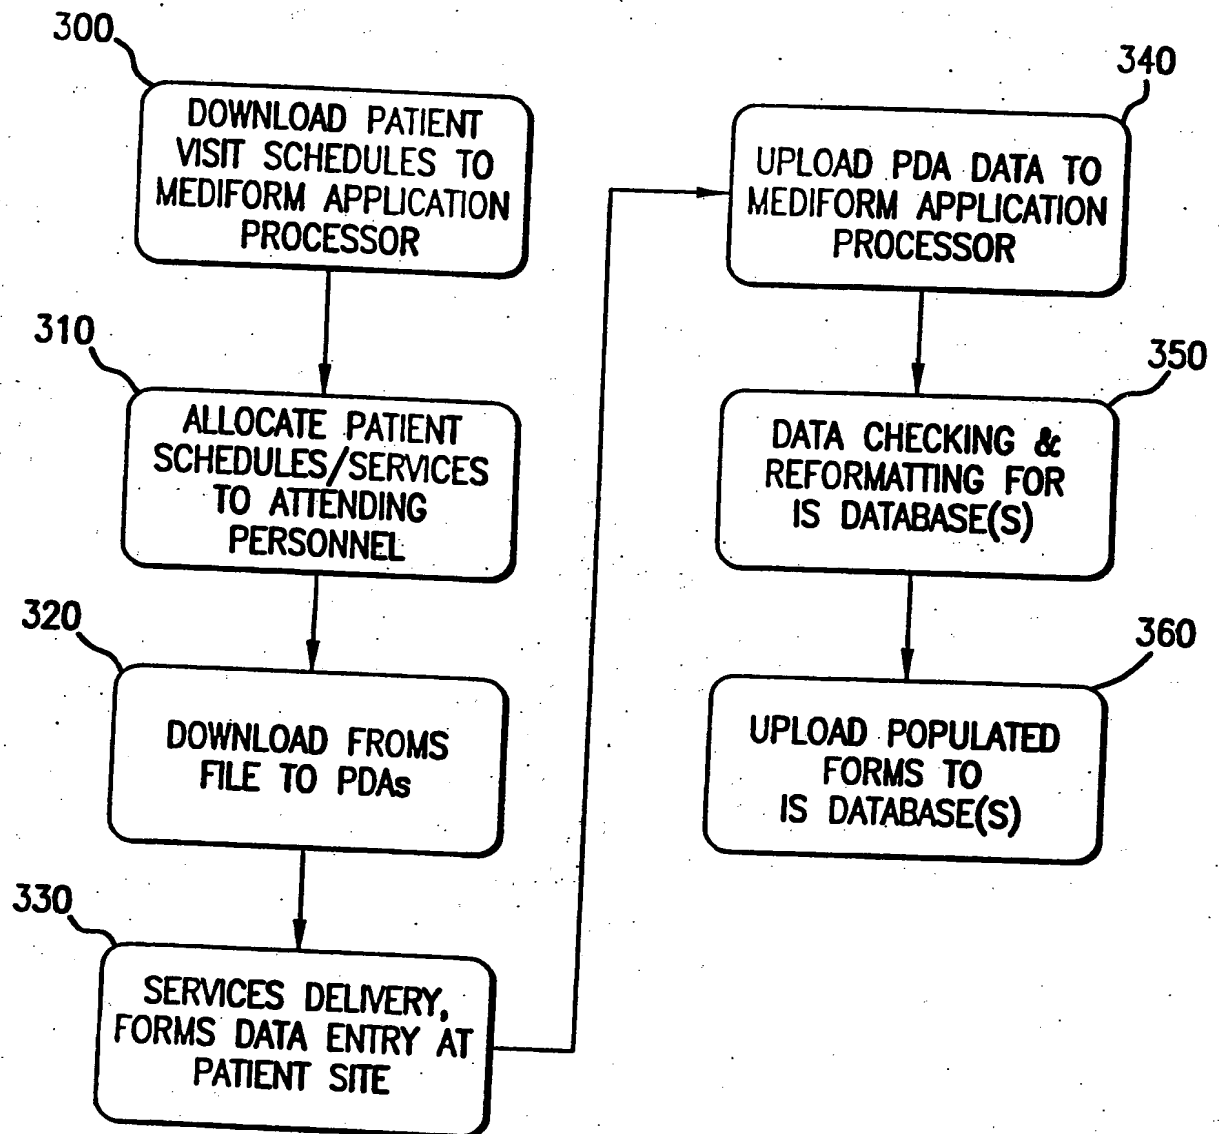 300
DOWNLOAD PATIENT
VISIT SCHEDULES TO
MEDIFORM APPLICATION
PROCESSOR
310
ALLOCATE PATIENT
SCHEDULES/SERVICES
TO ATTENDING
PERSONNEL
320
DOWNLOAD FROMS
FILE TO PDAs
330
SERVICES DELIVERY,
FORMS DATA ENTRY AT
PATIENT SITE
340
UPLOAD PDA DATA TO
MEDIFORM APPLICATION
PROCESSOR
350
DATA CHECKING &
REFORMATTING FOR
IS DATABASE(S)
360
UPLOAD POPULATED
FORMS TO
IS DATABASE(S)